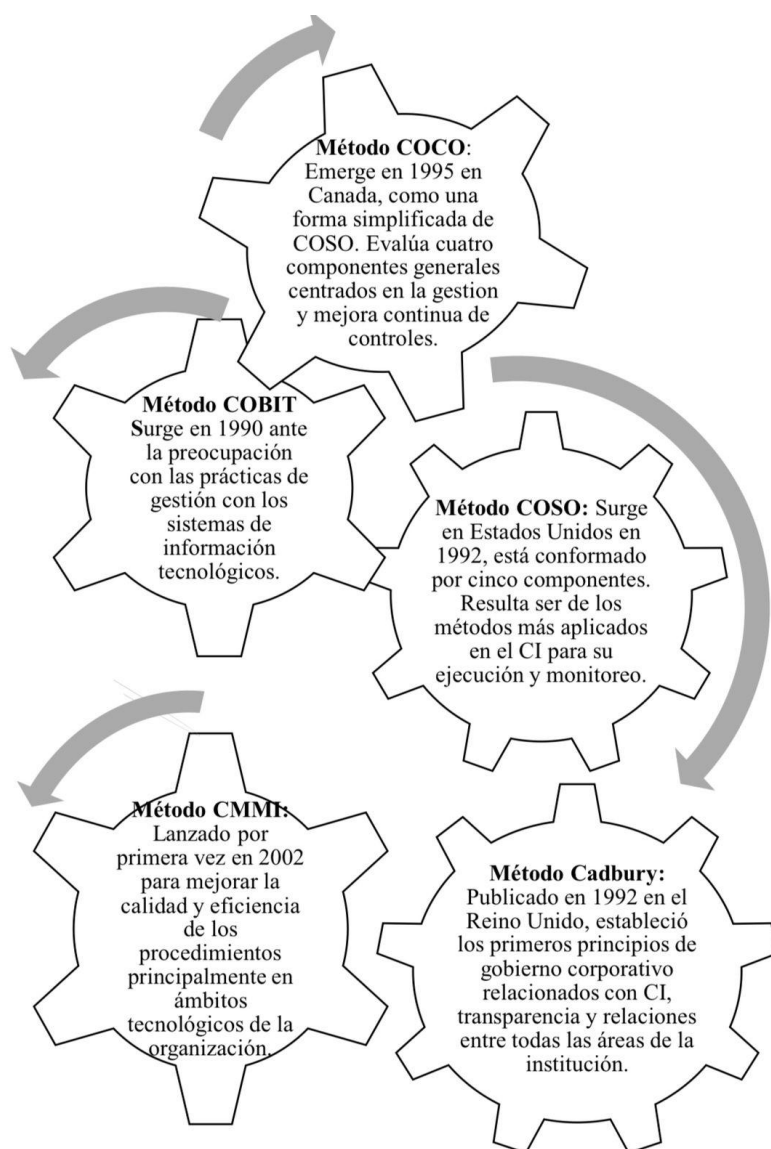 Método COCO:
Emerge en 1995 en
Canada, como una
forma simplificada de
COSO. Evalúa cuatro
componentes generales
centrados en la gestion
y mejora continua de
controles.
Método COBIT
Surge en 1990 ante
la preocupación
con las prácticas de
gestión con los
sistemas de
información
tecnológicos.
Método COSO: Surge
en Estados Unidos en
1992, está conformado
por cinco componentes.
Resulta ser de los
métodos más aplicados
en el CI para su
ejecución y monitoreo.
Método CMMI:
Lanzado por
primera vez en 2002
para mejorar la
calidad y eficiencia
de los
procedimientos
principalmente en
ámbitos
tecnológicos de la
organización.
Método Cadbury:
Publicado en 1992 en el
Reino Unido, estableció
los primeros principios de
gobierno corporativo
relacionados con CI,
transparencia y relaciones
entre todas las áreas de la
institución.